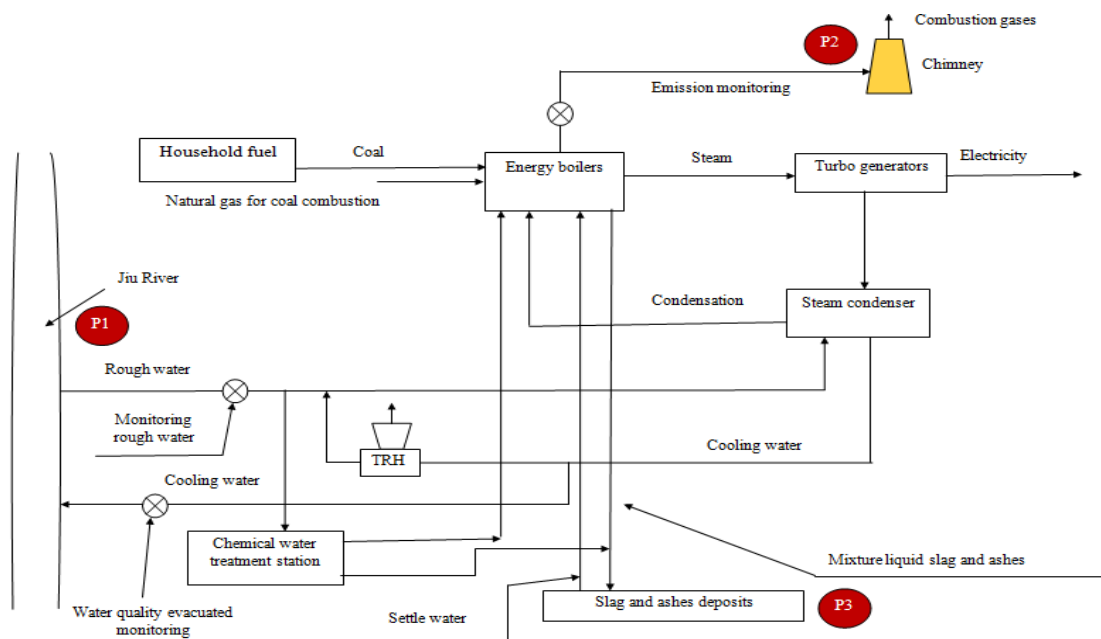 Combustion gases
P2
Chimney
Emission monitoring
Household fuel
Coal
Energy boilers
Steam
Turbo generators
Electricity
Natural gas for coal combustion
Jiu River
P1
Condensation
Steam condenser
Rough water
Monitoring
rough water
TRH
Cooling water
Cooling water
Chemical water
treatment station
Mixture liquid slag and ashes
Water quality evacuated
monitoring
Settle water
Slag and ashes deposits
P3